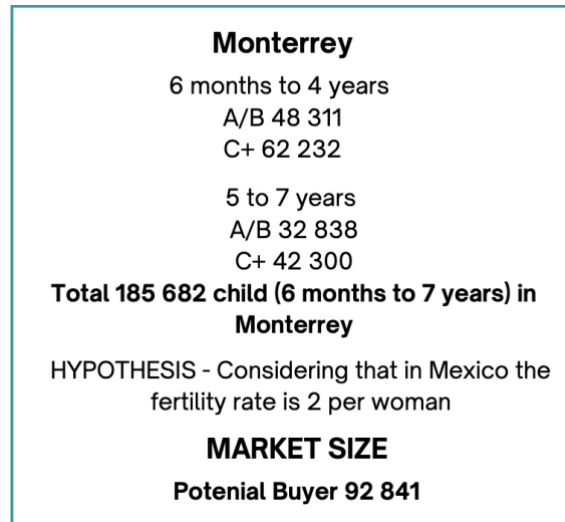 Monterrey
6 months to 4 years
A/B 48 311
C+ 62 232
5 to 7 years
A/B 32 838
C+ 42 300
Total 185 682 child (6 months to 7 years) in
Monterrey
HYPOTHESIS - Considering that in Mexico the
fertility rate is 2 per woman
MARKET SIZE
Potenial Buyer 92 841